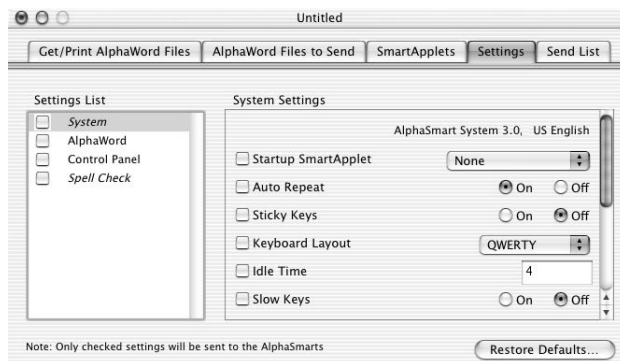 Untitled
Get/Print AlphaWord Files AlphaWord Files to Send SmartApplets Settings Send List
Settings List
System
AlphaWord
Control Panel
Spell Check
System Settings
AlphaSmart System 3.0, US English
Startup SmartApplet None
Auto Repeat On Off
Sticky Keys On Off
Keyboard Layout QWERTY
Idle Time 4
Slow Keys On Off
Note: Only checked settings will be sent to the AlphaSmarts
Restore Defaults...